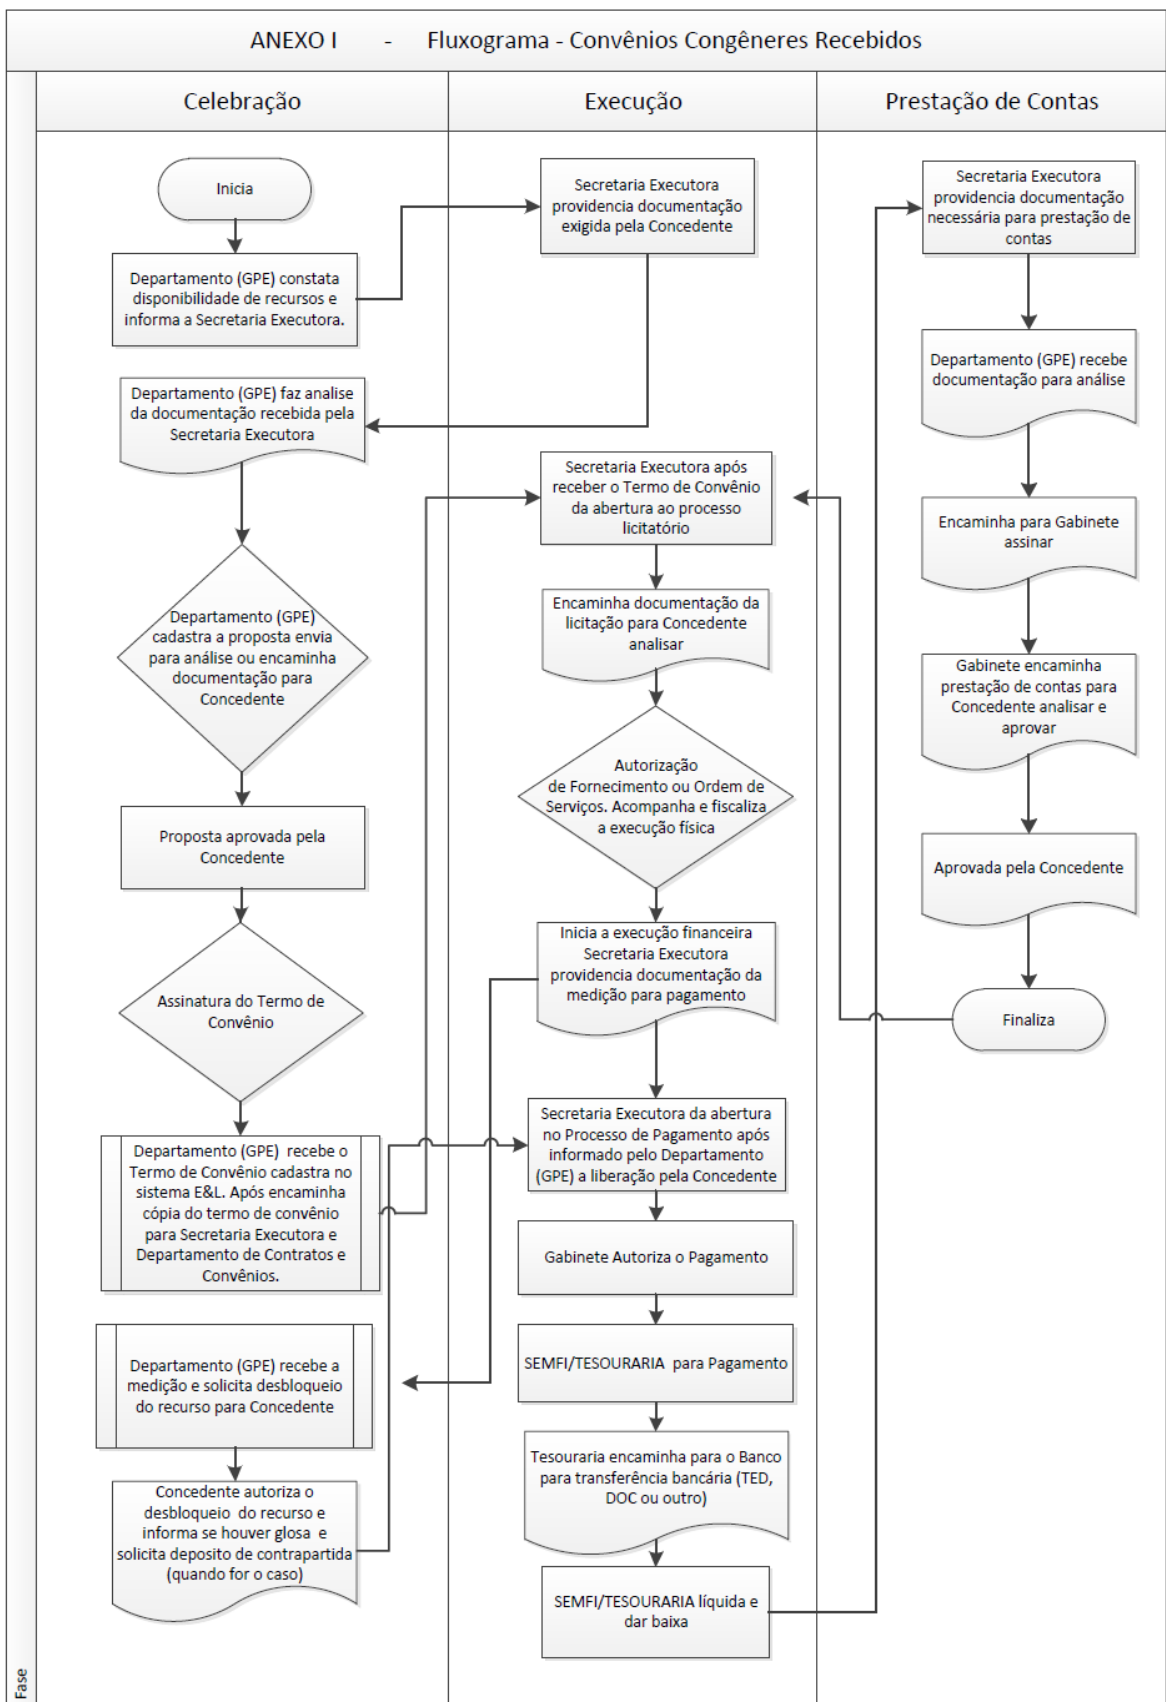 ANEXO I - Fluxograma - Convênios Congêneres Recebidos
Celebração
Execução
Prestação de Contas
Inicia
Departamento (GPE) constata
disponibilidade de recursos e
informa a Secretaria Executora.
Departamento (GPE) faz analise
da documentação recebida pela
Secretaria Executora
Departamento (GPE)
cadastra a proposta envia
para análise ou encaminha
documentação para
Concedente
Proposta aprovada pela
Concedente
Assinatura do Termo de
Convênio
Departamento (GPE) recebe o
Termo de Convênio cadastra no
sistema E&L. Após encaminha
cópia do termo de convênio
para Secretaria Executora e
Departamento de Contratos e
Convênios.
Departamento (GPE) recebe a
medição e solicita desbloqueio
do recurso para Concedente
Concedente autoriza o
desbloqueio do recurso e
informa se houver glosa e
solicita deposito de contrapartida
(quando for o caso)
Secretaria Executora
providencia documentação
exigida pela Concedente
Secretaria Executora após
receber o Termo de Convênio
da abertura ao processo
licitatório
Encaminha documentação da
licitação para Concedente
analisar
Autorização
de Fornecimento ou Ordem de
Serviços. Acompanha e fiscaliza
a execução física
Inicia a execução financeira
Secretaria Executora
providencia documentação da
medição para pagamento
Secretaria Executora da abertura
no Processo de Pagamento após
informado pelo Departamento
(GPE) a liberação pela Concedente
Gabinete Autoriza o Pagamento
SEMFI/TESOURARIA para Pagamento
Tesouraria encaminha para o Banco
para transferência bancária (TED,
DOC ou outro)
SEMFI/TESOURARIA líquida e
dar baixa
Secretaria Executora
providencia documentação
necessária para prestação de
contas
Departamento (GPE) recebe
documentação para análise
Encaminha para Gabinete
assinar
Gabinete encaminha
prestação de contas para
Concedente analisar e
aprovar
Aprovada pela Concedente
Finaliza
Fase